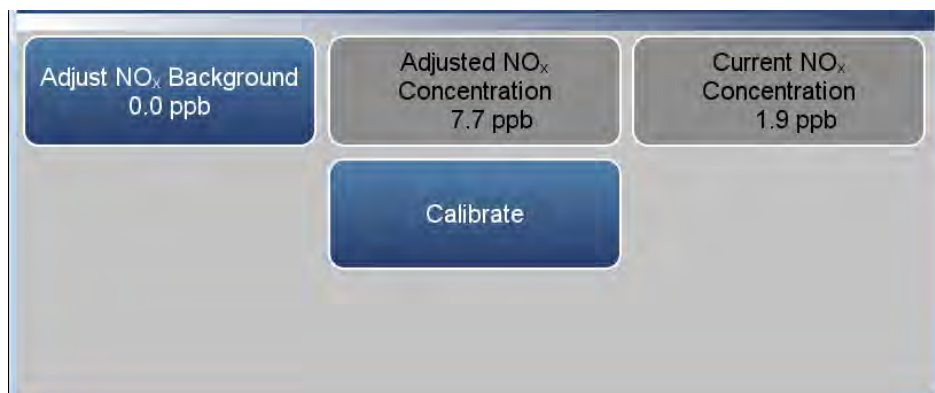 Adjust NOx Background
0.0 ppb
Adjusted NOx
Concentration
7.7 ppb
Current NOx
Concentration
1.9 ppb
Calibrate